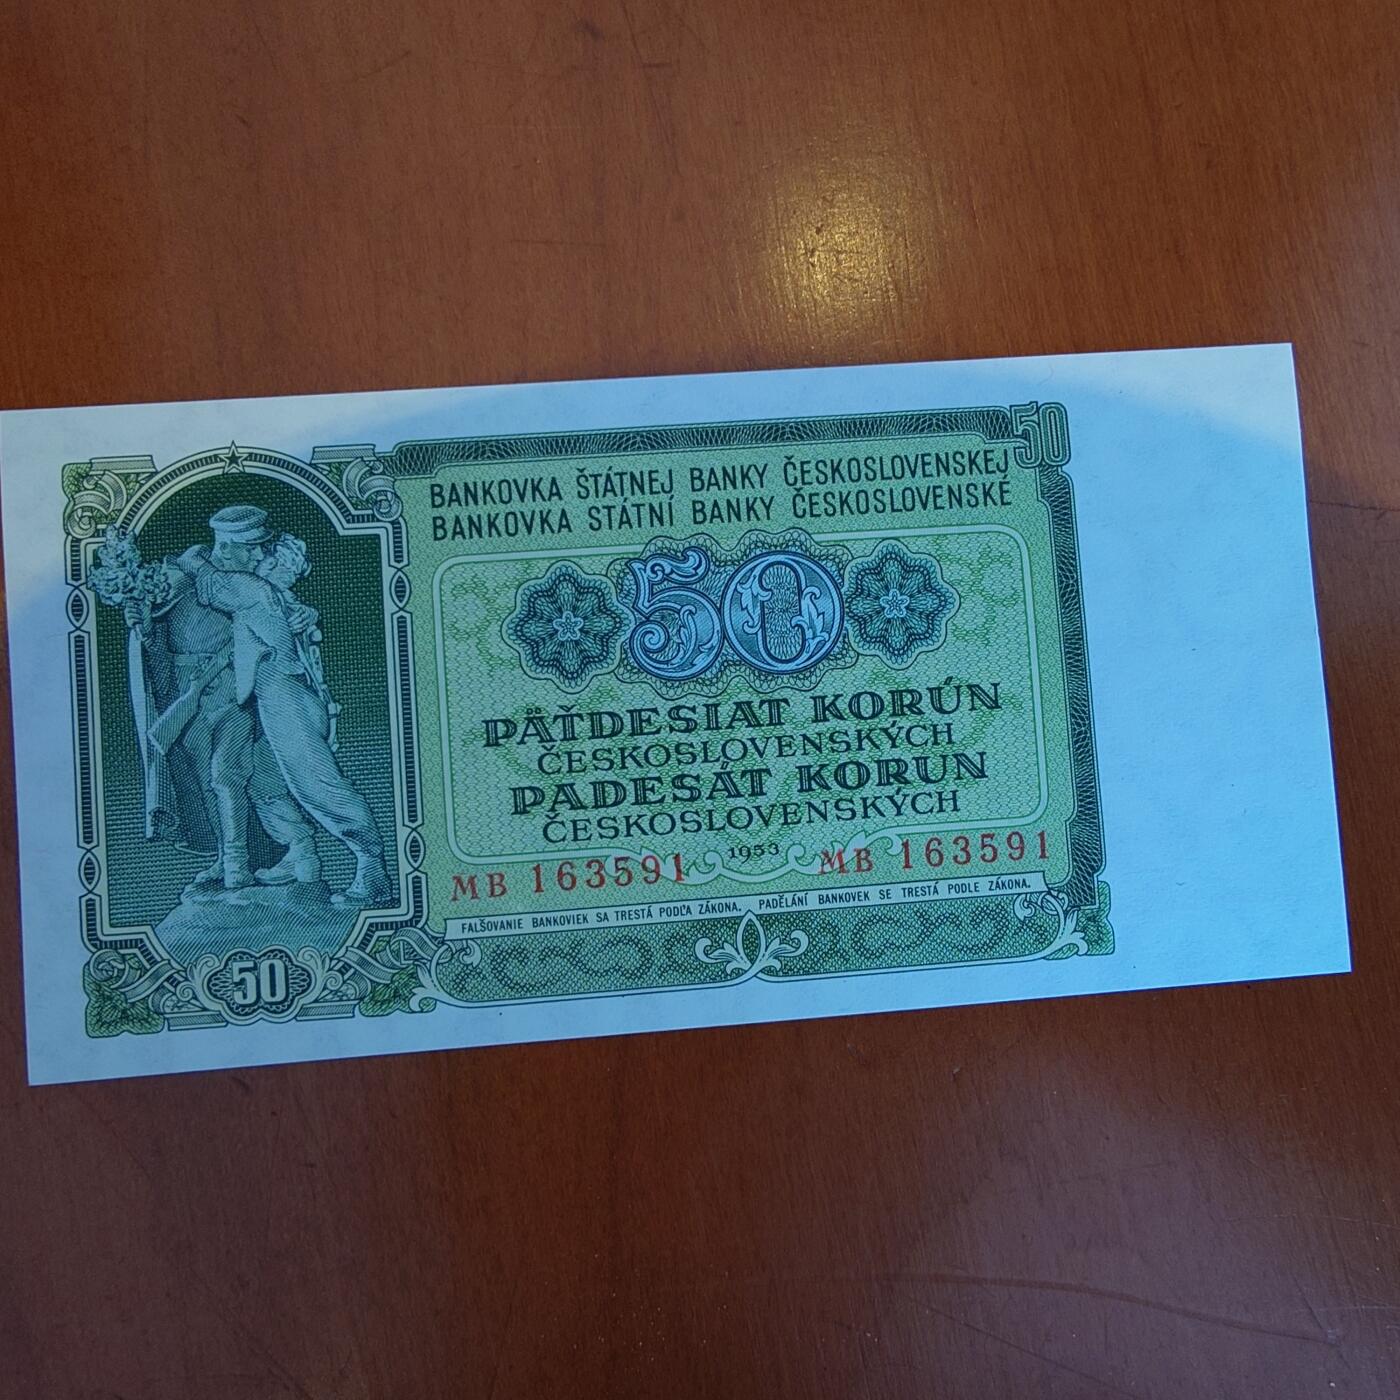 50
BANKOVKA ŠTÁTNEJ BANKY ČESKOSLOVENSKEJ
BANKOVKA STÁTNÍ BANKY ČESKOSLOVENSKÉ
50
PÄŤDESIAT KORÚN
ČESKOSLOVENSKÝCH
PADESÁT KORUN
ČESKOSLOVENSKÝCH
1953
MB 163591 MB 163591
FALŠOVANIE BANKOVIEK SA TRESTÁ PODĽA ZÁKONA. PADĚLÁNÍ BANKOVEK SE TRESTÁ PODLE ZÁKONA.
50